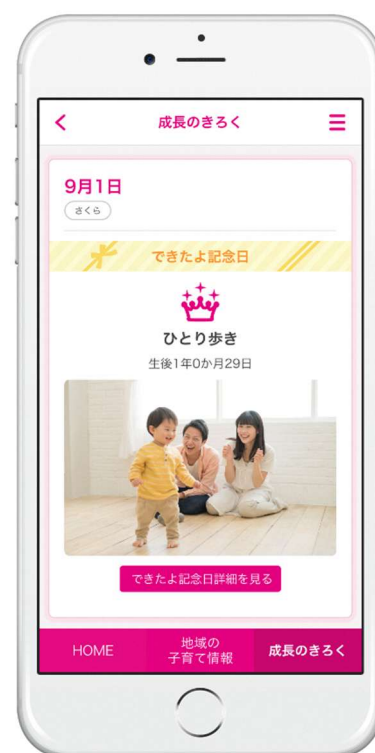 成長のきろく
9月1日
さくら
できたよ記念日
ひとり歩き
生後1年0か月29日
できたよ記念日詳細を見る
HOME
地域の
子育て情報
成長のきろく